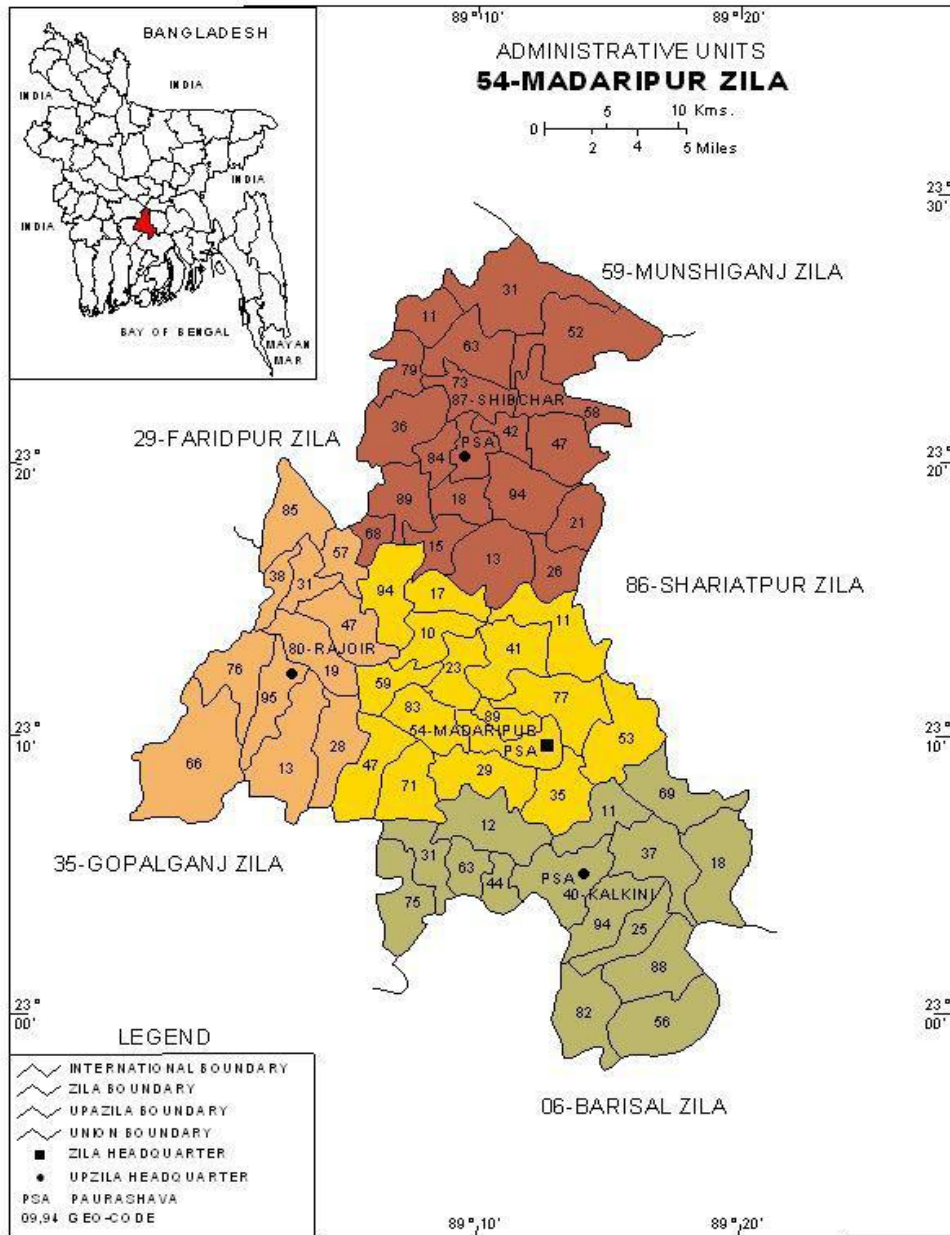 89° 10'
89° 20'
BANGLADESH
INDIA
INDIA
INDIA
INDIA
BAY OF BENGAL
MAYAN
MAR
ADMINISTRATIVE UNITS
54-MADARIPUR ZILA
0 5 10 Kms.
2 4 5 Miles
23°
30'
59-MUNSHIGANJ ZILA
31
11
52
63
79
73
87-SHIBCHAR
58
36
42
47
PSA
84
29-FARIDPUR ZILA
23°
20'
23°
20'
89
18
94
85
21
68
15
57
13
26
86-SHARIATPUR ZILA
38
31
94
17
11
47
10
41
80-RAJOIR
76
19
23
59
77
95
83
89
54-MADARIPUR
53
PSA
23°
10'
23°
10'
66
13
28
47
71
29
35
69
12
11
35-GOPALGANJ ZILA
31
63
44
37
18
PSA
40-KALKINI
75
94
25
88
82
56
23°
00'
23°
00'
06-BARISAL ZILA
LEGEND
INTERNATIONAL BOUNDARY
ZILA BOUNDARY
UPAZILA BOUNDARY
UNION BOUNDARY
ZILA HEADQUARTER
UPZILA HEADQUARTER
PSA PAURASHAVA
09,94 GEO-CODE
89° 10'
89° 20'